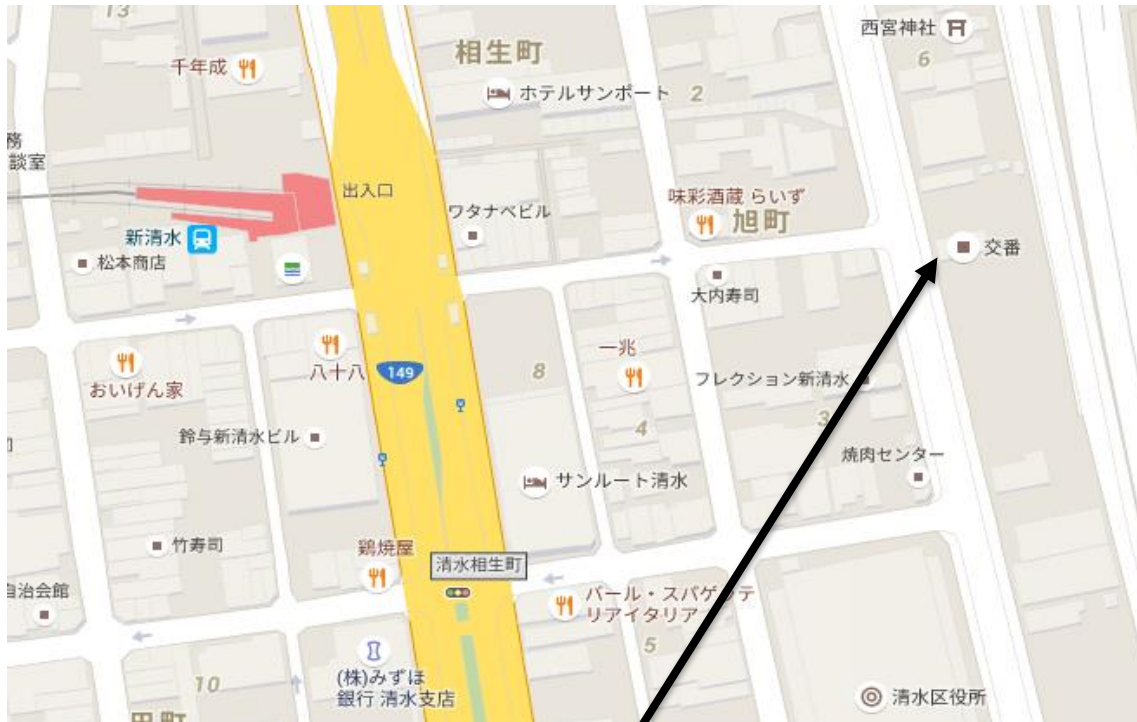 13
千年成
相生町
ホテルサンポート
2
西宮神社
6
務
談室
出入口
ワタナベビル
味彩酒蔵 らいず
旭町
新清水
松本商店
交番
大内寿司
八十八
149
おいげん家
8
一兆
フレクション新清水
3
4
鈴与新清水ビル
焼肉センター
サンルート清水
竹寿司
鶏焼屋
清水相生町
自治会館
パール・スパゲッテ
リアイタリア
5
10
(株)みずほ
銀行 清水支店
清水区役所